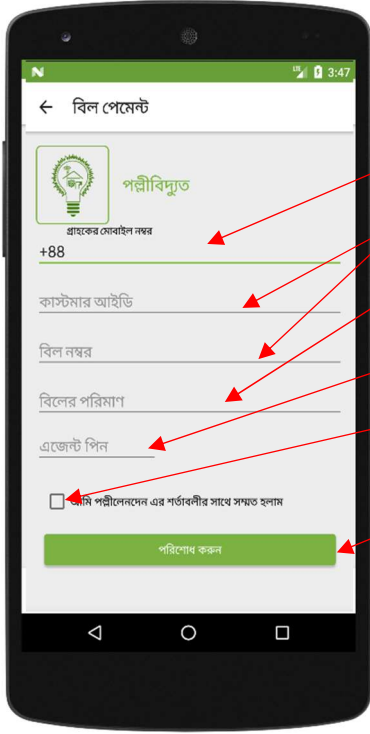 LTE 3:47
বিল পেমেন্ট
পল্লীবিদ্যুত
গ্রাহকের মোবাইল নম্বর
+88
কাস্টমার আইডি
বিল নম্বর
বিলের পরিমাণ
এজেন্ট পিন
আমি পল্লীলেনদেন এর শর্তাবলীর সাথে সম্মত হলাম
পরিশোধ করুন